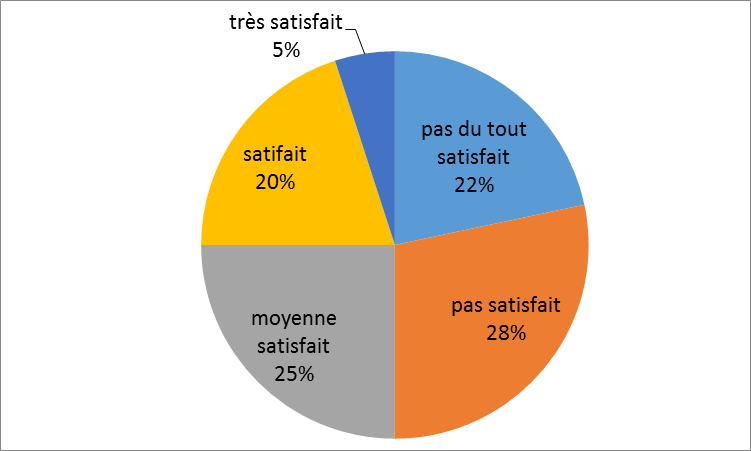 très satisfait
5%
pas du tout
satisfait
22%
satifait
20%
pas satisfait
28%
moyenne
satisfait
25%